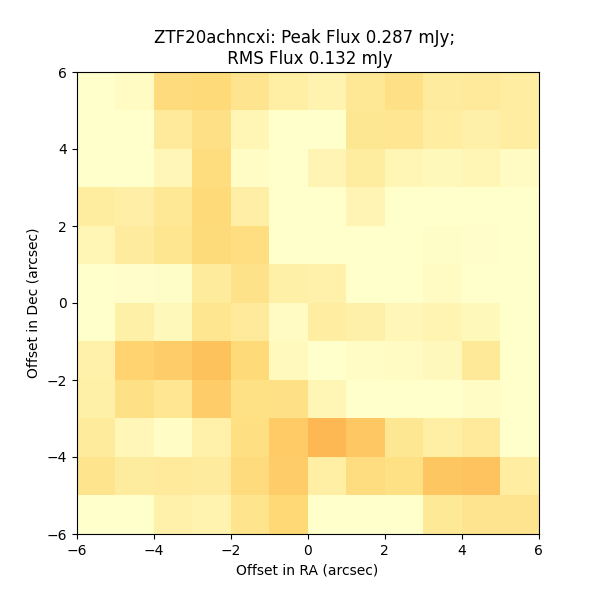 ZTF20achncxi: Peak Flux 0.287 mJy;
RMS Flux 0.132 mJy
6
4
2
0
−2
−4
−6
Offset in Dec (arcsec)
−6 −4 −2 0 2 4 6
Offset in RA (arcsec)